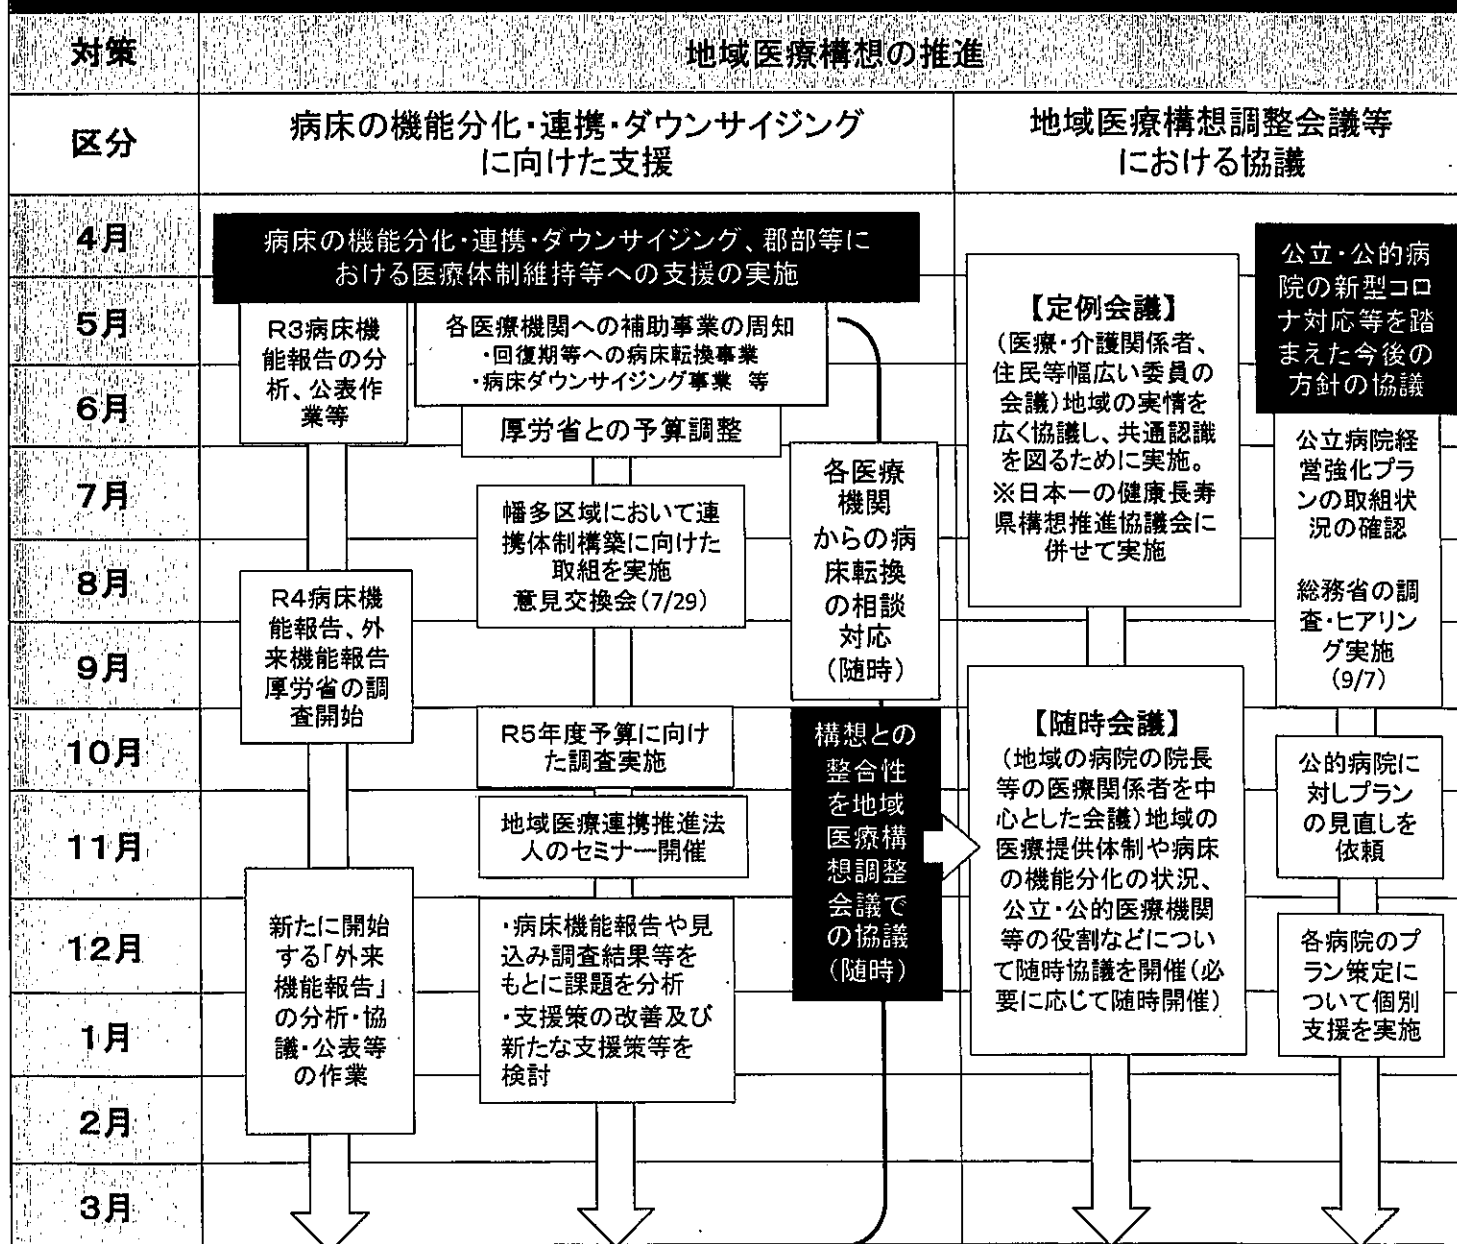 対策
地域医療構想の推進
区分
病床の機能分化・連携・ダウンサイジング
に向けた支援
地域医療構想調整会議等
における協議
4月
5月
6月
7月
8月
9月
10月
11月
12月
1月
2月
3月
病床の機能分化・連携・ダウンサイジング、郡部等に
おける医療体制維持等への支援の実施
R3病床機
能報告の分
析、公表作
業等
R4病床機
能報告、外
来機能報告
厚労省の調
査開始
新たに開始
する「外来
機能報告」
の分析・協
議・公表等
の作業
各医療機関への補助事業の周知
・回復期等への病床転換事業
・病床ダウンサイジング事業 等
厚労省との予算調整
幡多区域において連
携体制構築に向けた
取組を実施
意見交換会(7/29)
R5年度予算に向け
た調査実施
地域医療連携推進法
人のセミナー開催
・病床機能報告や見
込み調査結果等を
もとに課題を分析
・支援策の改善及び
新たな支援策等を
検討
各医療
機関
からの病
床転換
の相談
対応
(随時)
構想との
整合性
を地域
医療構
想調整
会議で
の協議
(随時)
【定例会議】
(医療・介護関係者、
住民等幅広い委員の
会議)地域の実情を
広く協議し、共通認識
を図るために実施。
※日本一の健康長寿
県構想推進協議会に
併せて実施
【随時会議】
(地域の病院の院長
等の医療関係者を中
心とした会議)地域の
医療提供体制や病床
の機能分化の状況、
公立・公的医療機関
等の役割などについ
て随時協議を開催(必
要に応じて随時開催)
公立・公的病
院の新型コロ
ナ対応等を踏
まえた今後の
方針の協議
公立病院経
営強化プラ
ンの取組状
況の確認
総務省の調
査・ヒアリン
グ実施
(9/7)
公的病院に
対しプラン
の見直しを
依頼
各病院のプ
ラン策定に
ついて個別
支援を実施